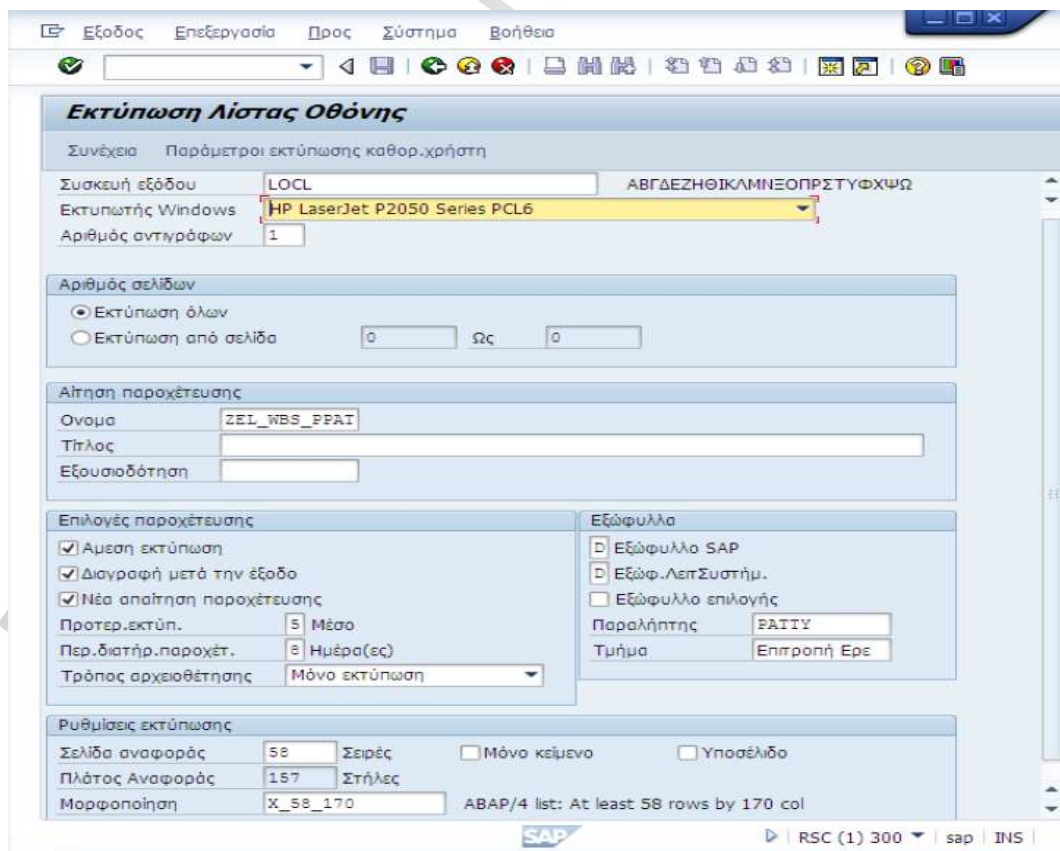 Εξοδος Επεξεργασία Προς Σύστημα Βοήθεια
Εκτύπωση Λίστας Οθόνης
Συνέχεια Παράμετροι εκτύπωσης καθορ.χρήστη
Συσκευή εξόδου LOCL ΑΒΓΔΕΖΗΘΙΚΛΜΝΞΟΠΡΣΤΥΦΧΨΩ
Εκτυπωτής Windows HP LaserJet P2050 Series PCL6
Αριθμός αντιγράφων 1
Αριθμός σελίδων
Εκτύπωση όλων
Εκτύπωση από σελίδα 0 Ως 0
Αίτηση παροχέτευσης
Ονομα ZEL_WBS_PPAT
Τίτλος
Εξουσιοδότηση
Επιλογές παροχέτευσης Εξώφυλλα
Αμεση εκτύπωση D Εξώφυλλο SAP
Διαγραφή μετά την έξοδο D Εξώφ.ΛειτΣυστήμ.
Νέα απαίτηση παροχέτευσης Εξώφυλλο επιλογής
Προτερ.εκτύπ. 5 Μέσο Παραλήπτης PATTY
Περ.διατήρ.παροχέτ. 8 Ημέρα(ες) Τμήμα Επιτροπή Ερε
Τρόπος αρχειοθέτησης Μόνο εκτύπωση
Ρυθμίσεις εκτύπωσης
Σελίδα αναφοράς 58 Σειρές Μόνο κείμενο Υποσέλιδο
Πλάτος Αναφοράς 157 Στήλες
Μορφοποίηση X_58_170 ABAP/4 list: At least 58 rows by 170 col
SAP RSC (1) 300 sap INS